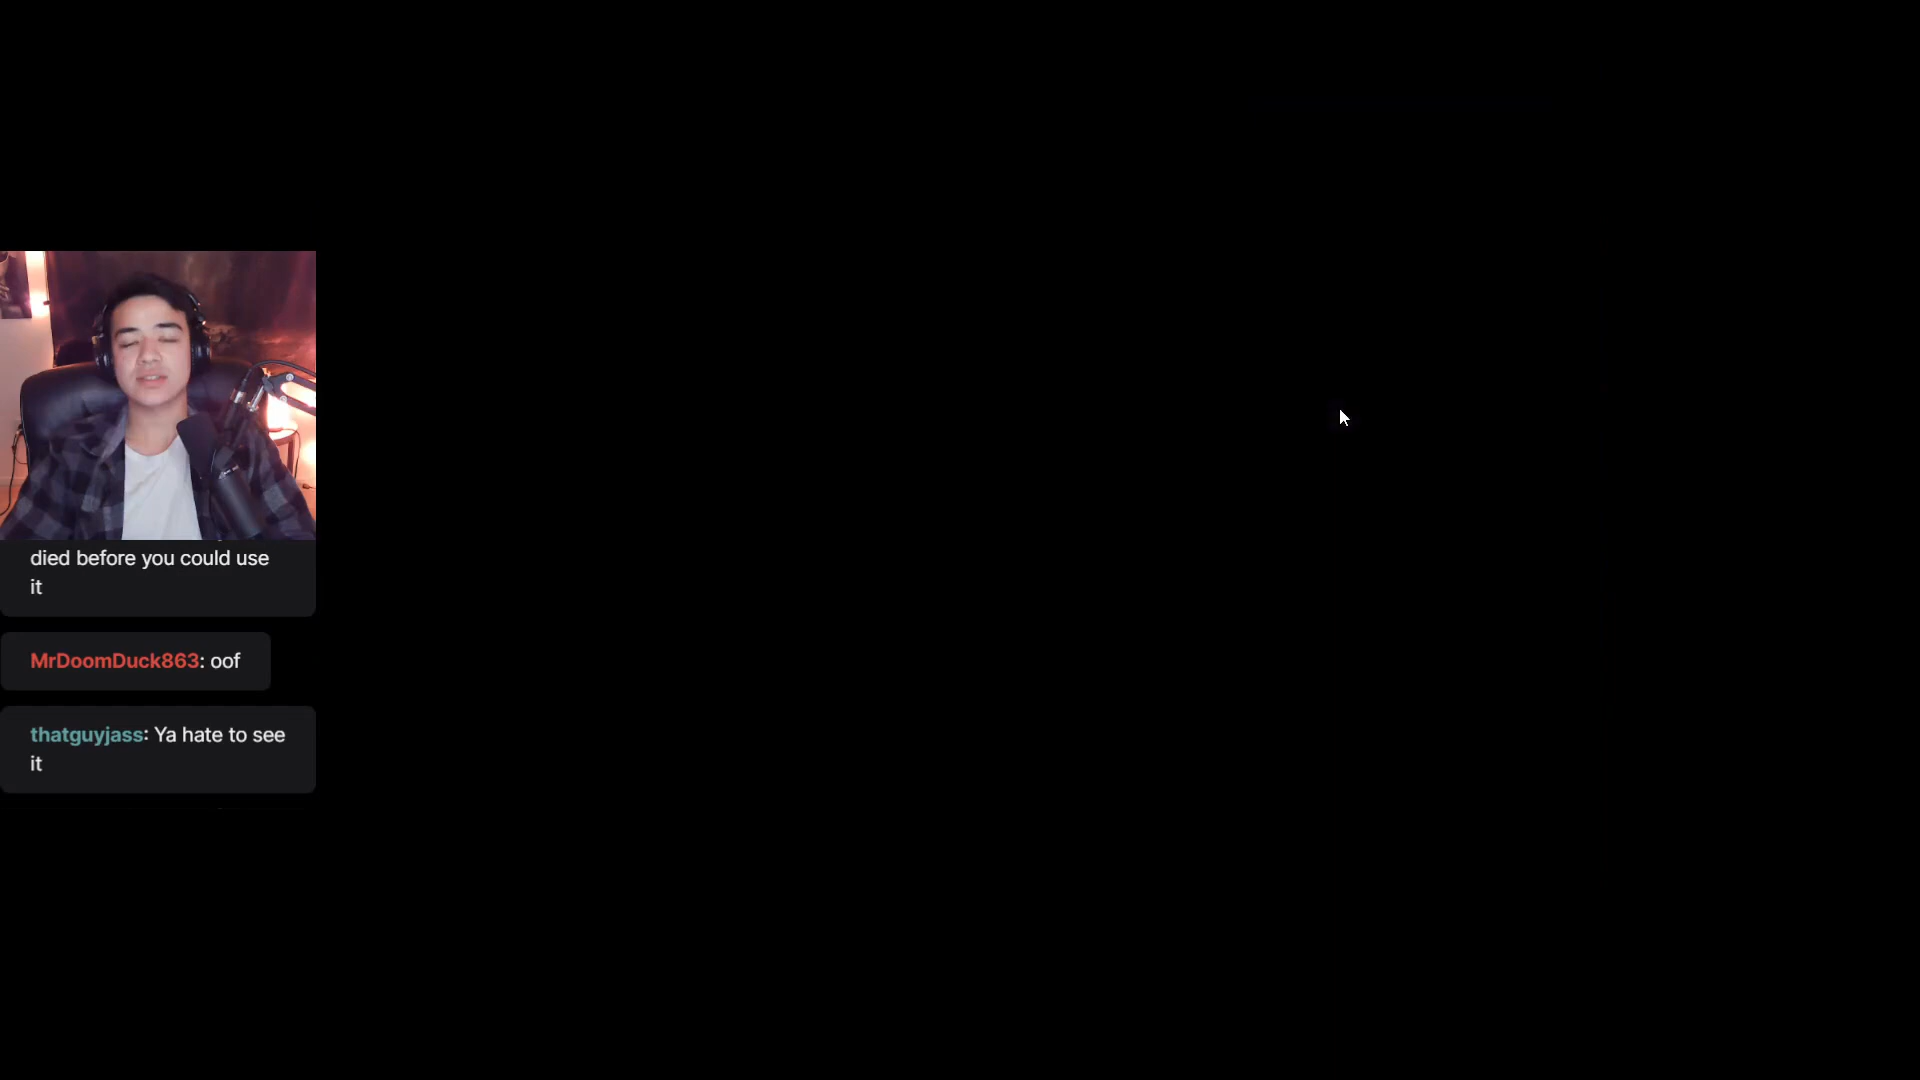 died before you could use
it
MrDoomDuck863: oof
thatguyjass: Ya hate to see
it